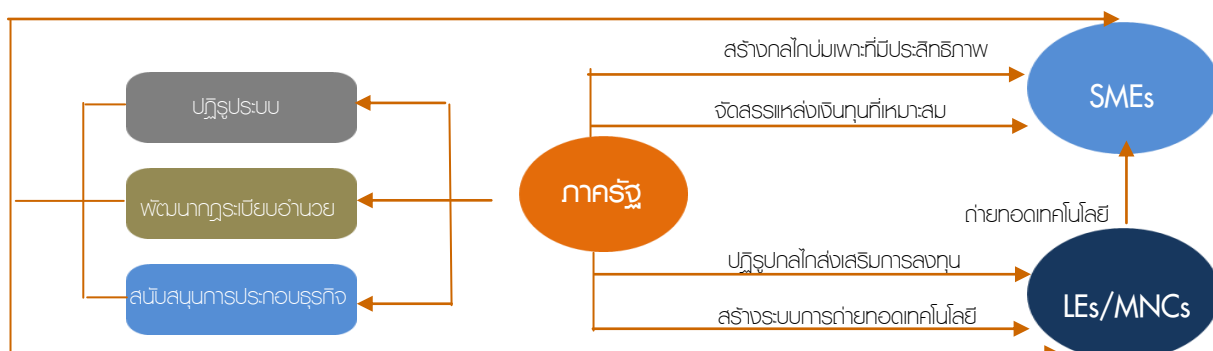 สร้างกลไกบ่มเพาะที่มีประสิทธิภาพ
ปฏิรูประบบ
จัดสรรแหล่งเงินทุนที่เหมาะสม
SMEs
ภาครัฐ
พัฒนากฎระเบียบอำนวย
ถ่ายทอดเทคโนโลยี
ปฏิรูปกลไกส่งเสริมการลงทุน
สนับสนุนการประกอบธุรกิจ
สร้างระบบการถ่ายทอดเทคโนโลยี
LEs/MNCs